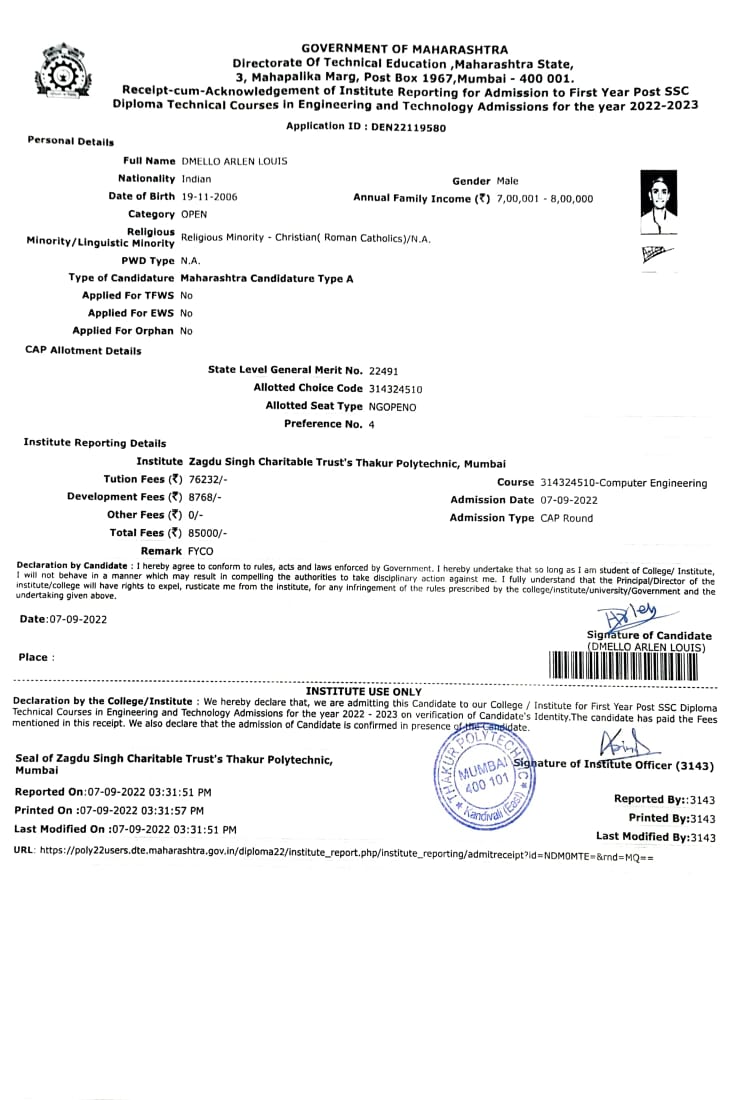 GOVERNMENT OF MAHARASHTRA
Directorate Of Technical Education ,Maharashtra State,
3, Mahapalika Marg, Post Box 1967,Mumbai - 400 001.
Receipt-cum-Acknowledgement of Institute Reporting for Admission to First Year Post SSC
Diploma Technical Courses in Engineering and Technology Admissions for the year 2022-2023
Application ID : DEN22119580
Personal Details
Full Name DMELLO ARLEN LOUIS
Nationality Indian
Gender Male
Date of Birth 19-11-2006
Annual Family Income (₹) 7,00,001 - 8,00,000
Category OPEN
Religious
Minority/Linguistic Minority Religious Minority - Christian( Roman Catholics)/N.A.
PWD Type N.A.
Type of Candidature Maharashtra Candidature Type A
Applied For TFWS No
Applied For EWS No
Applied For Orphan No
CAP Allotment Details
State Level General Merit No. 22491
Allotted Choice Code 314324510
Allotted Seat Type NGOPENO
Preference No. 4
Institute Reporting Details
Institute Zagdu Singh Charitable Trust's Thakur Polytechnic, Mumbai
Tution Fees (₹) 76232/-
Course 314324510-Computer Engineering
Development Fees (₹) 8768/-
Admission Date 07-09-2022
Other Fees (₹) 0/-
Admission Type CAP Round
Total Fees (₹) 85000/-
Remark FYCO
Declaration by Candidate : I hereby agree to conform to rules, acts and laws enforced by Government. I hereby undertake that so long as I am student of College/ Institute,
I will not behave in a manner which may result in compelling the authorities to take disciplinary action against me. I fully understand that the Principal/Director of the
institute/college will have rights to expel, rusticate me from the institute, for any infringement of the rules prescribed by the college/institute/university/Government and the
undertaking given above.
Date:07-09-2022
Signature of Candidate
(DMELLO ARLEN LOUIS)
Place :
INSTITUTE USE ONLY
Declaration by the College/Institute : We hereby declare that, we are admitting this Candidate to our College / Institute for First Year Post SSC Diploma
Technical Courses in Engineering and Technology Admissions for the year 2022 - 2023 on verification of Candidate's Identity.The candidate has paid the Fees
mentioned in this receipt. We also declare that the admission of Candidate is confirmed in presence of the Candidate.
THAKUR POLYTECHNIC
MUMBAI
400 101
Kandivali (East)
Seal of Zagdu Singh Charitable Trust's Thakur Polytechnic,
Mumbai
Signature of Institute Officer (3143)
Reported On:07-09-2022 03:31:51 PM
Reported By::3143
Printed On :07-09-2022 03:31:57 PM
Printed By:3143
Last Modified On :07-09-2022 03:31:51 PM
Last Modified By:3143
URL: https://poly22users.dte.maharashtra.gov.in/diploma22/institute_report.php/institute_reporting/admitreceipt?id=NDM0MTE=&rnd=MQ==